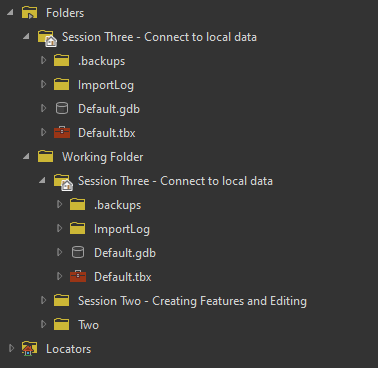 Folders
Session Three - Connect to local data
.backups
ImportLog
Default.gdb
Default.tbx
Working Folder
Session Three - Connect to local data
.backups
ImportLog
Default.gdb
Default.tbx
Session Two - Creating Features and Editing
Two
Locators